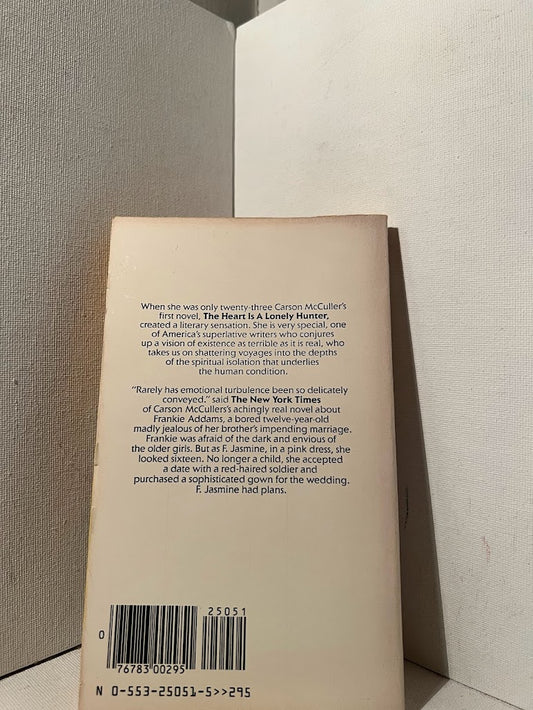 When she was only twenty-three Carson McCuller's
first novel, The Heart Is A Lonely Hunter,
created a literary sensation. She is very special, one
of America's superlative writers who conjures
up a vision of existence as terrible as it is real, who
takes us on shattering voyages into the depths
of the spiritual isolation that underlies
the human condition.
"Rarely has emotional turbulence been so delicately
conveyed." said The New York Times
of Carson McCullers's achingly real novel about
Frankie Addams, a bored twelve-year-old
madly jealous of her brother's impending marriage.
Frankie was afraid of the dark and envious of
the older girls. But as F. Jasmine, in a pink dress, she
looked sixteen. No longer a child, she accepted
a date with a red-haired soldier and
purchased a sophisticated gown for the wedding.
F. Jasmine had plans.
25051
0
76783 00295
N 0-553-25051-5>>295